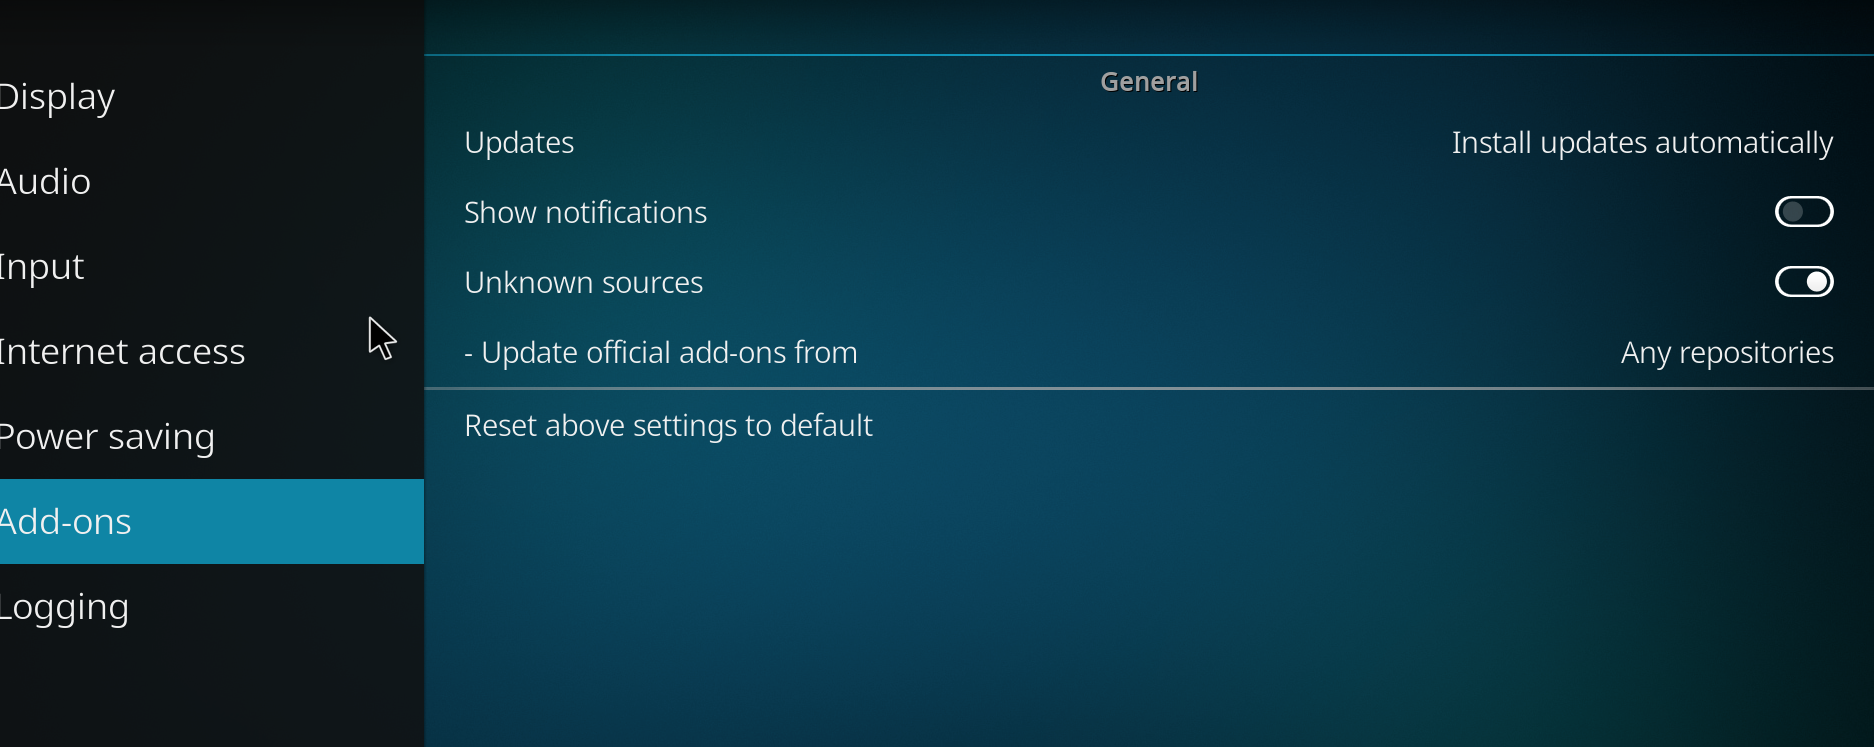 Display
Audio
Input
Internet access
Power saving
Add-ons
Logging
General
Updates Install updates automatically
Show notifications
Unknown sources
- Update official add-ons from Any repositories
Reset above settings to default